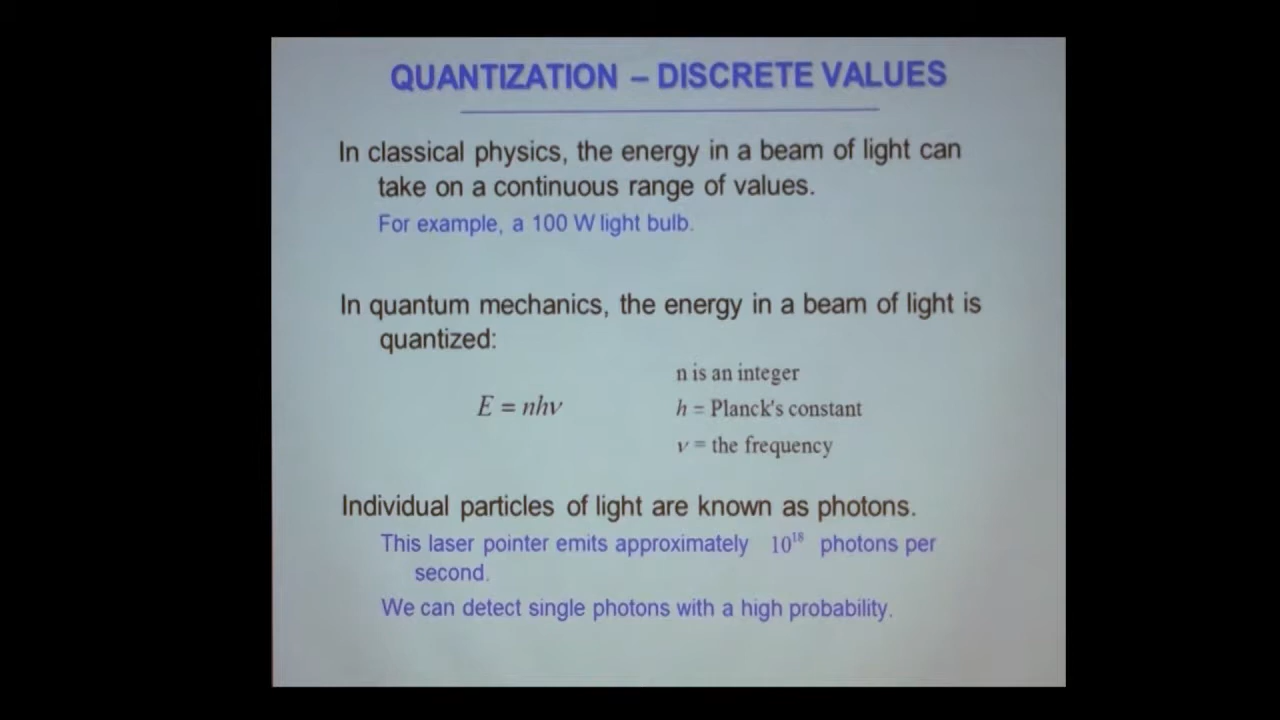 QUANTIZATION – DISCRETE VALUES
In classical physics, the energy in a beam of light can
take on a continuous range of values.
For example, a 100 W light bulb.
In quantum mechanics, the energy in a beam of light is
quantized:
n is an integer
E = nhν
h = Planck's constant
ν = the frequency
Individual particles of light are known as photons.
This laser pointer emits approximately 10¹⁸ photons per
second.
We can detect single photons with a high probability.